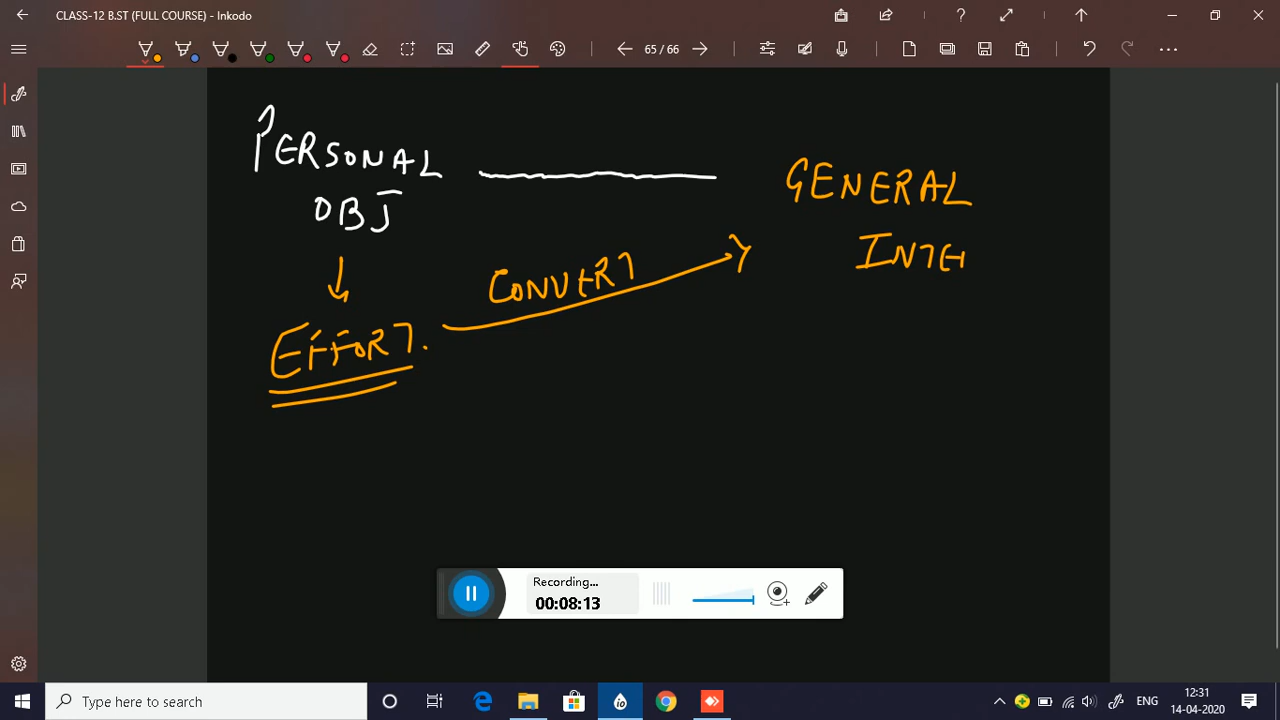 CLASS-12 B.ST (FULL COURSE) - Inkodo
65 / 66
PERSONAL
OBJ
GENERAL
INTE
CONVERT
EFFORT.
Recording...
00:08:13
Type here to search
ENG
12:31
14-04-2020